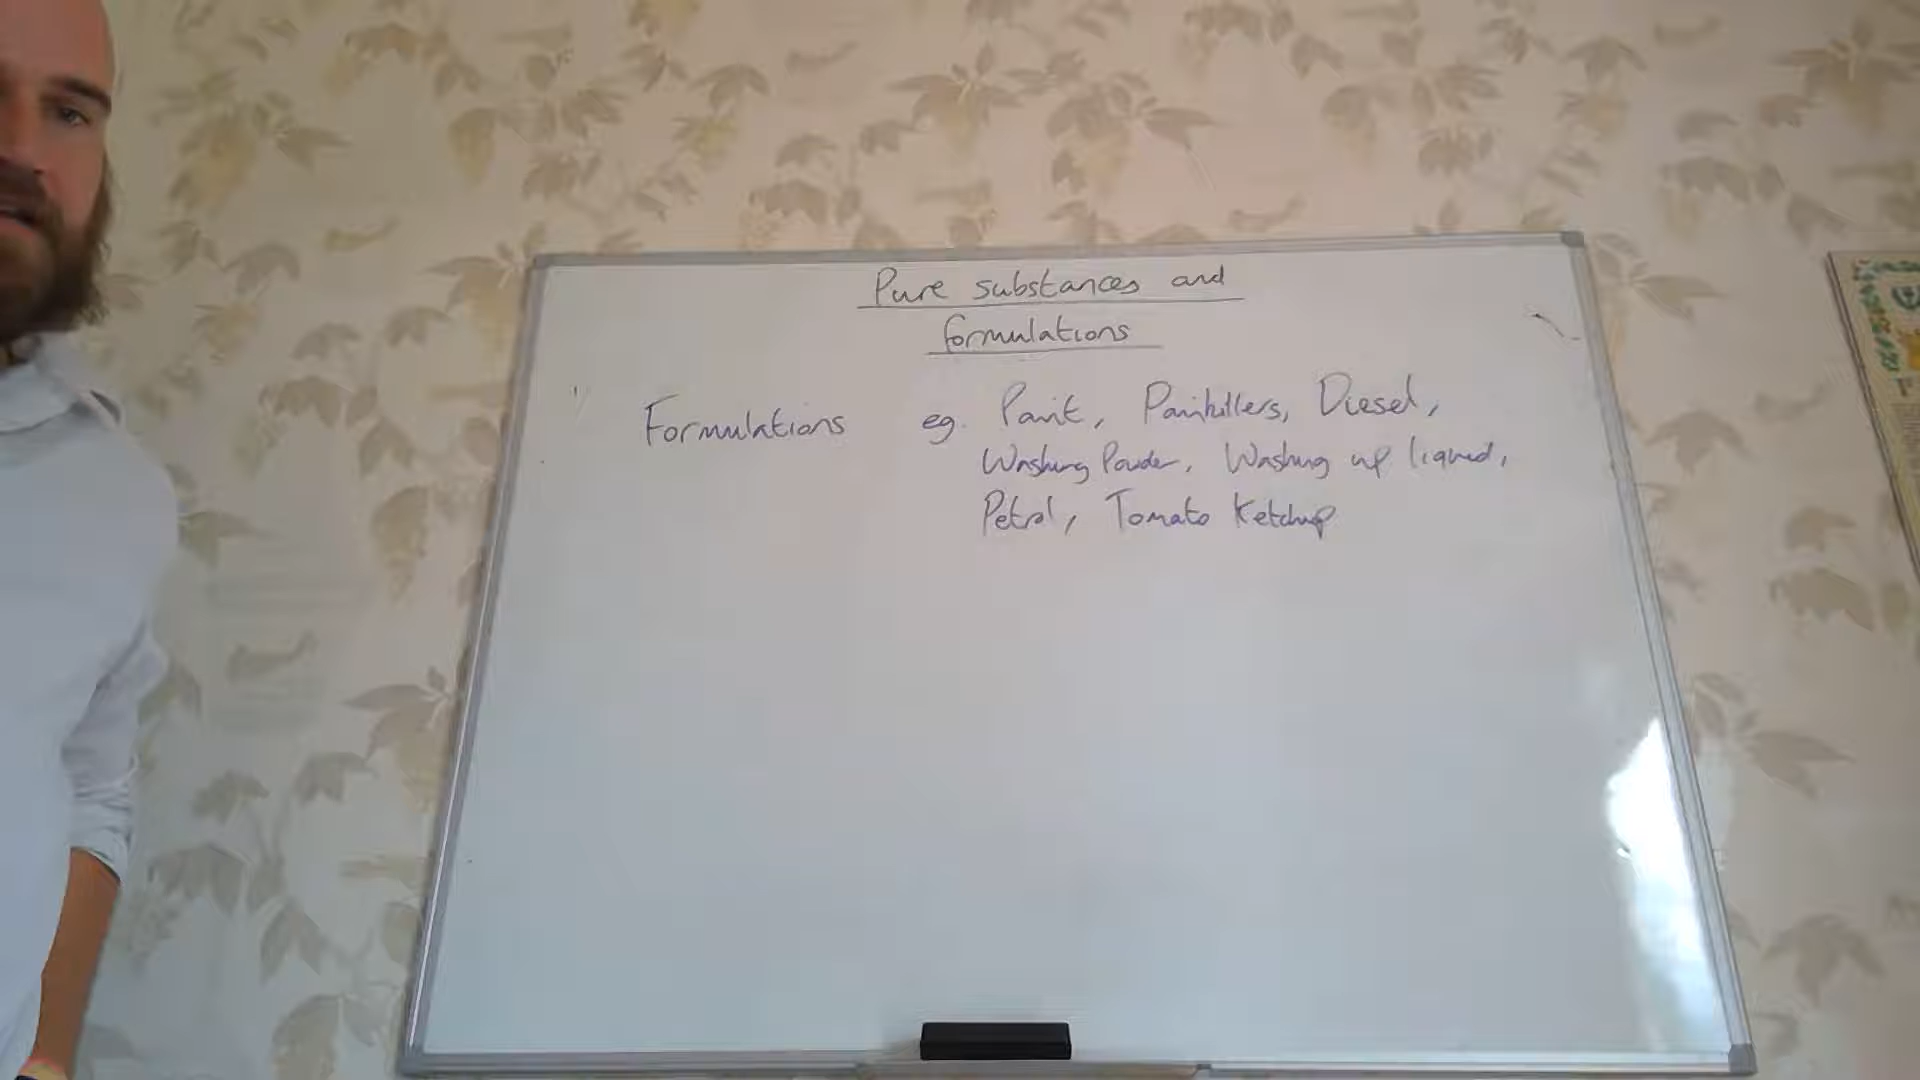 Pure substances and
formulations
Formulations eg. Paint, Painkillers, Diesel,
Washing Powder, Washing up liquid,
Petrol, Tomato Ketchup